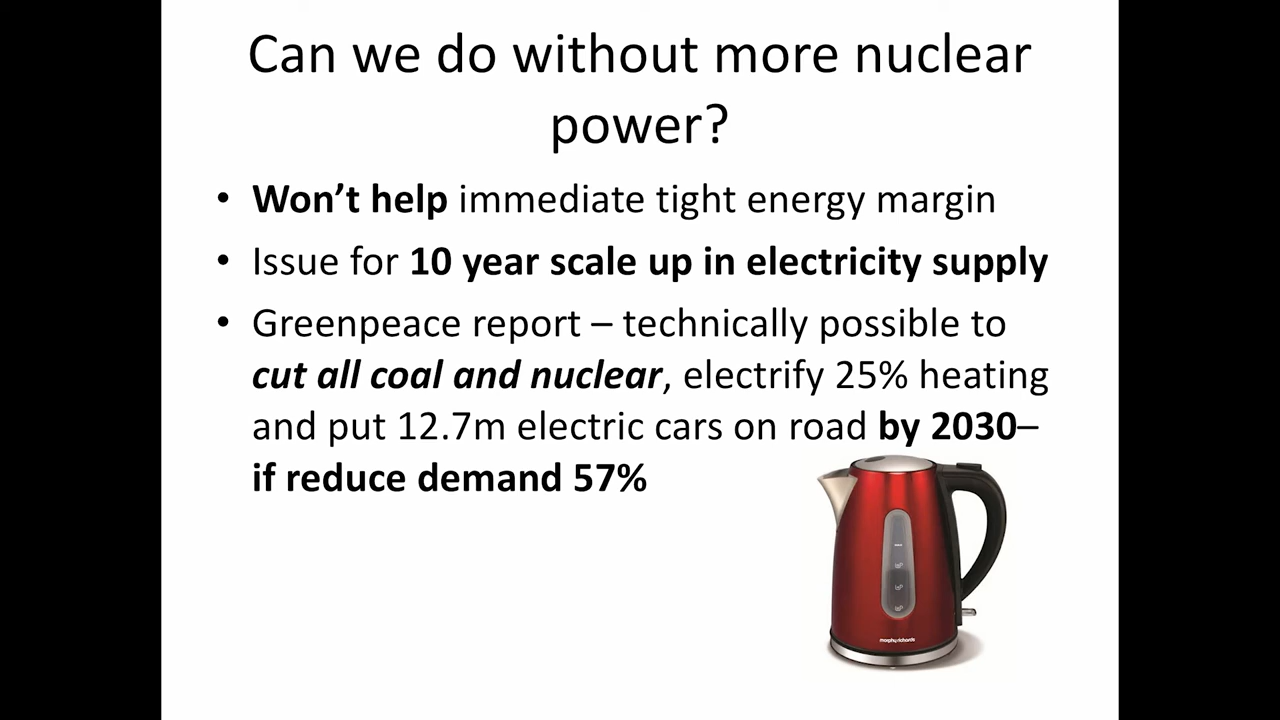 Can we do without more nuclear
power?
• Won’t help immediate tight energy margin
• Issue for 10 year scale up in electricity supply
• Greenpeace report – technically possible to
cut all coal and nuclear, electrify 25% heating
and put 12.7m electric cars on road by 2030–
if reduce demand 57%
morphy richards